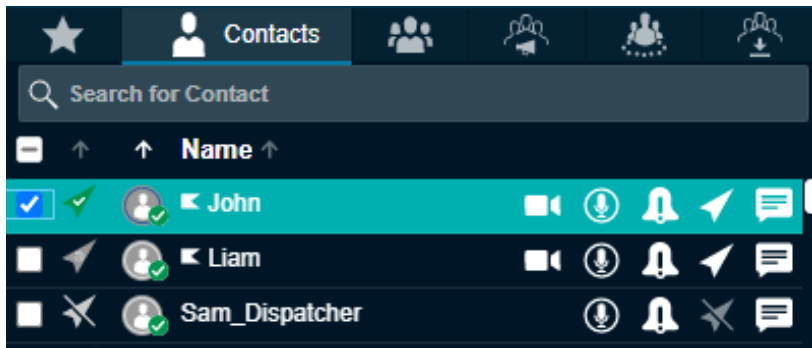 Contacts
Search for Contact
Name
John
Liam
Sam_Dispatcher